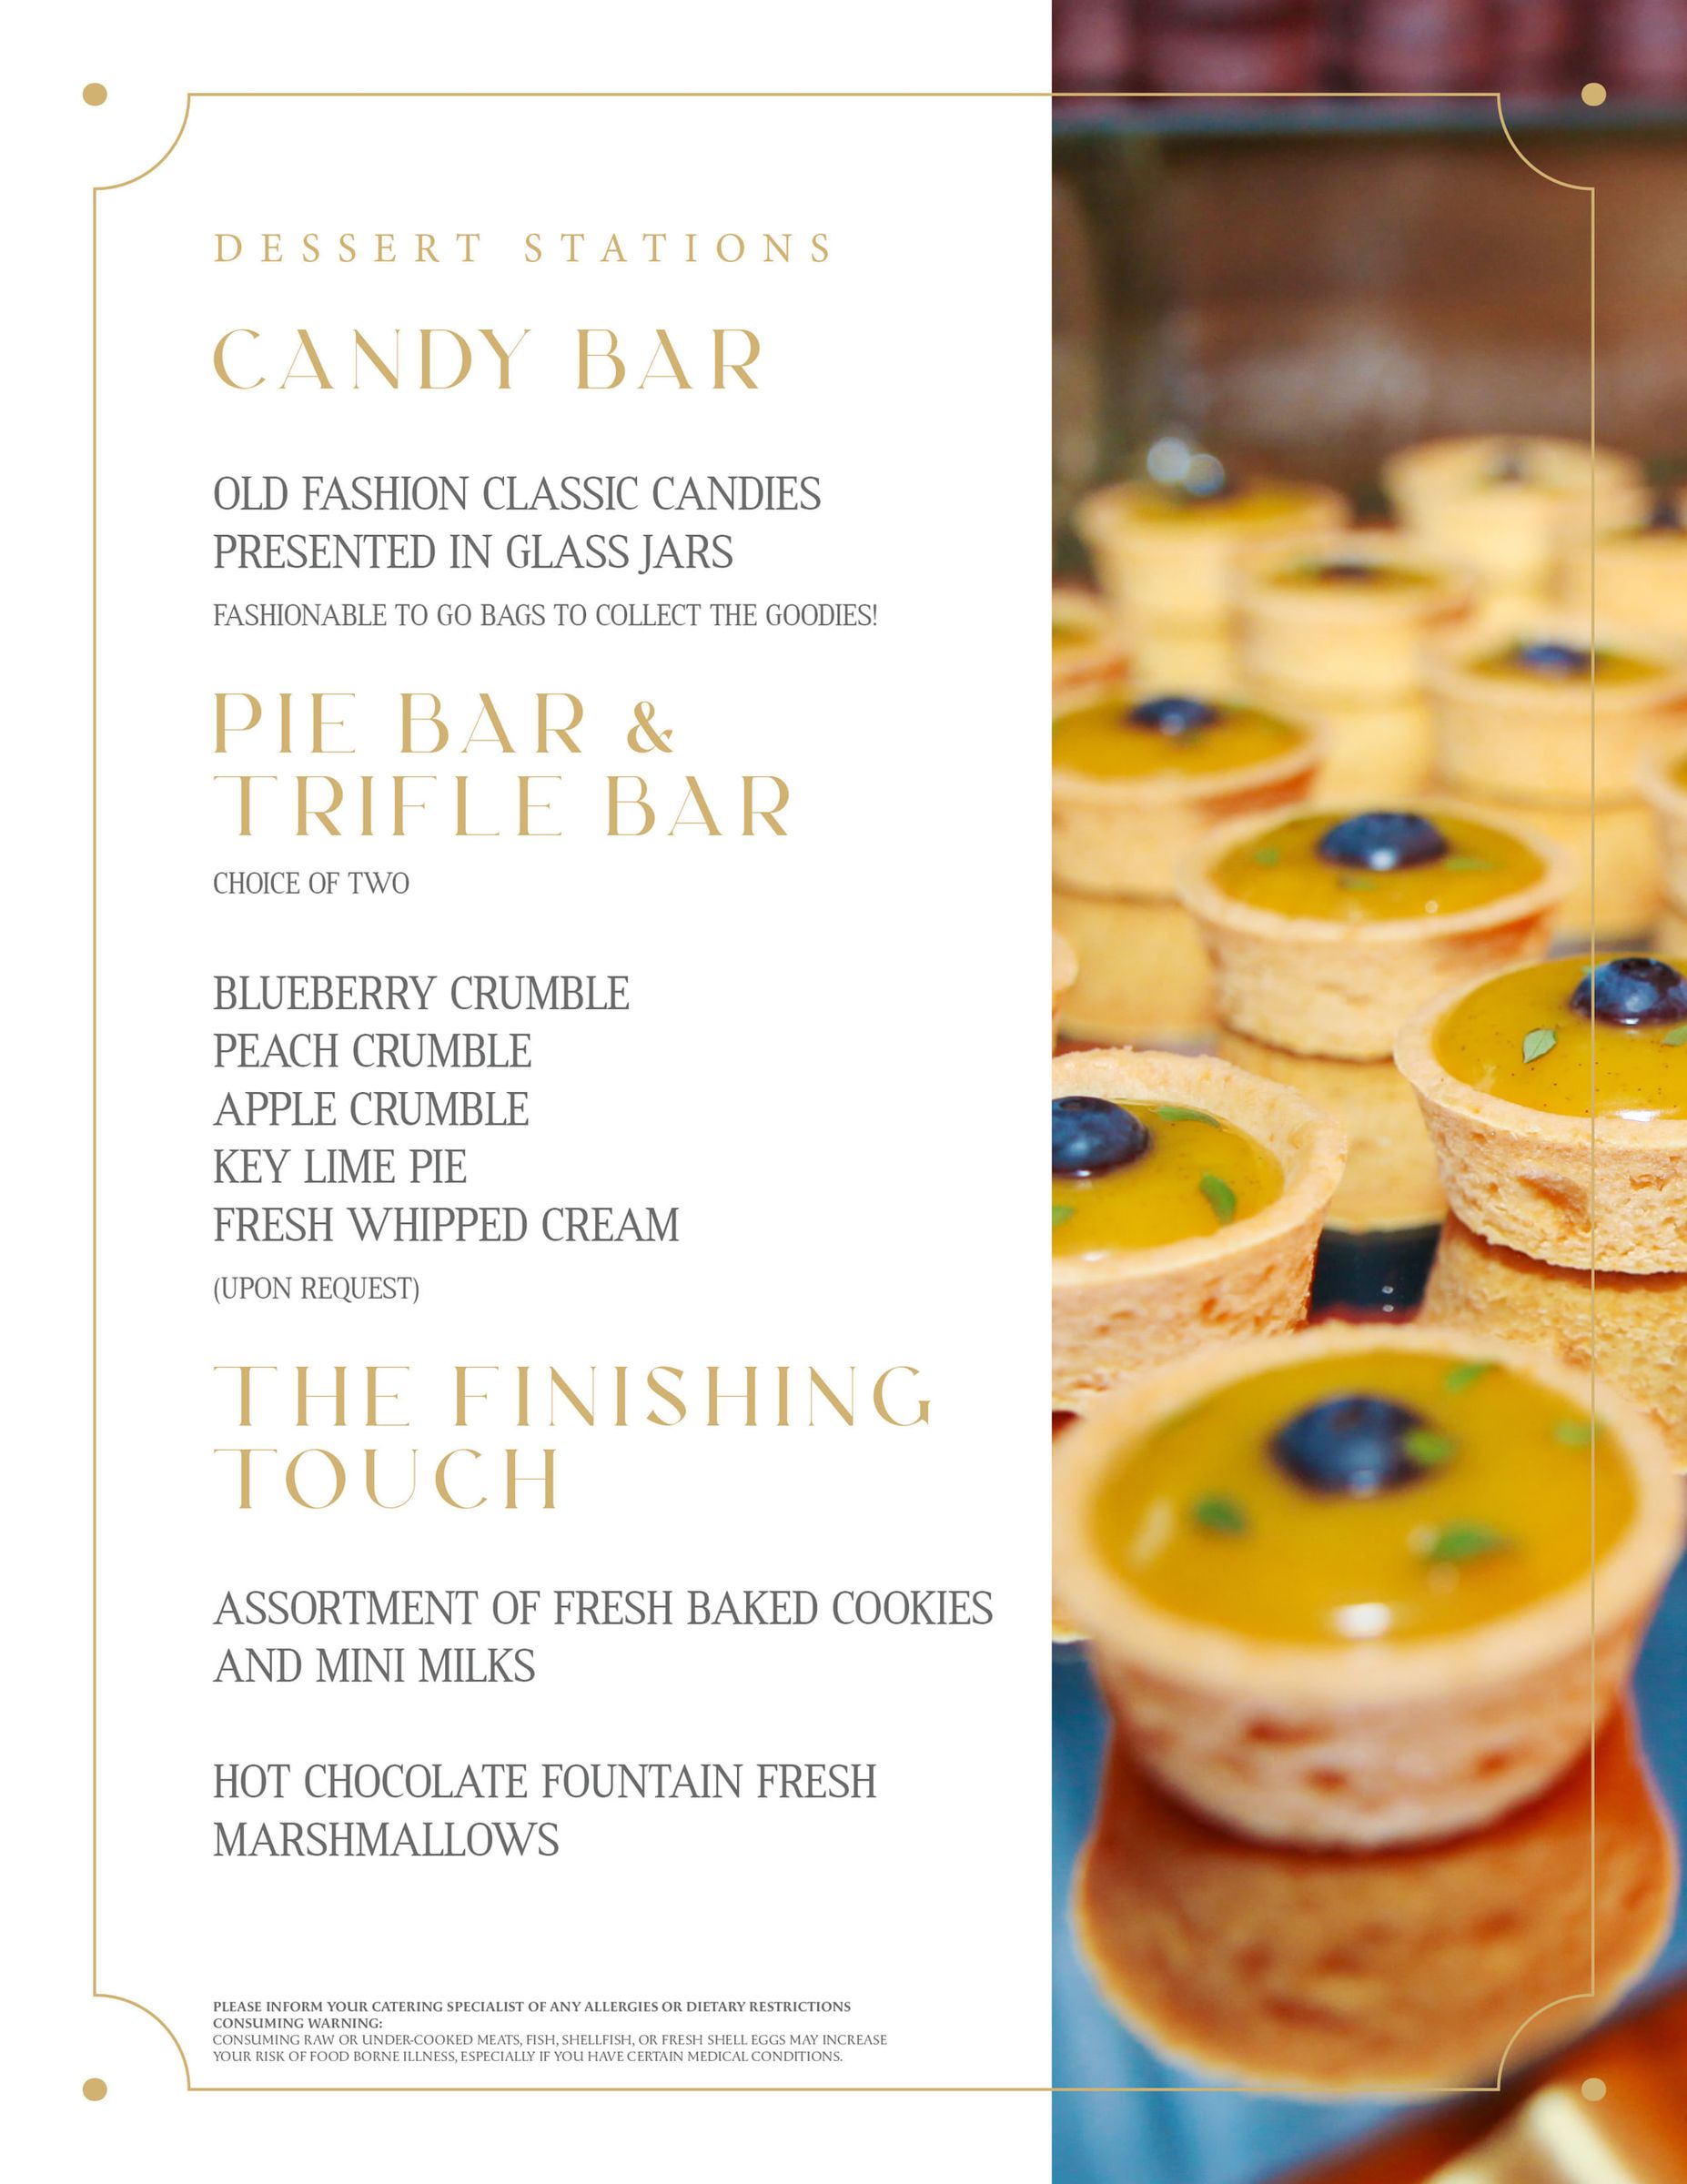 DESSERT STATIONS
CANDY BAR
OLD FASHION CLASSIC CANDIES
PRESENTED IN GLASS JARS
FASHIONABLE TO GO BAGS TO COLLECT THE GOODIES!
PIE BAR &
TRIFLE BAR
CHOICE OF TWO
BLUEBERRY CRUMBLE
PEACH CRUMBLE
APPLE CRUMBLE
KEY LIME PIE
FRESH WHIPPED CREAM
(UPON REQUEST)
THE FINISHING
TOUCH
ASSORTMENT OF FRESH BAKED COOKIES
AND MINI MILKS
HOT CHOCOLATE FOUNTAIN FRESH
MARSHMALLOWS
PLEASE INFORM YOUR CATERING SPECIALIST OF ANY ALLERGIES OR DIETARY RESTRICTIONS
CONSUMING WARNING:
CONSUMING RAW OR UNDER-COOKED MEATS, FISH, SHELLFISH, OR FRESH SHELL EGGS MAY INCREASE
YOUR RISK OF FOOD BORNE ILLNESS, ESPECIALLY IF YOU HAVE CERTAIN MEDICAL CONDITIONS.